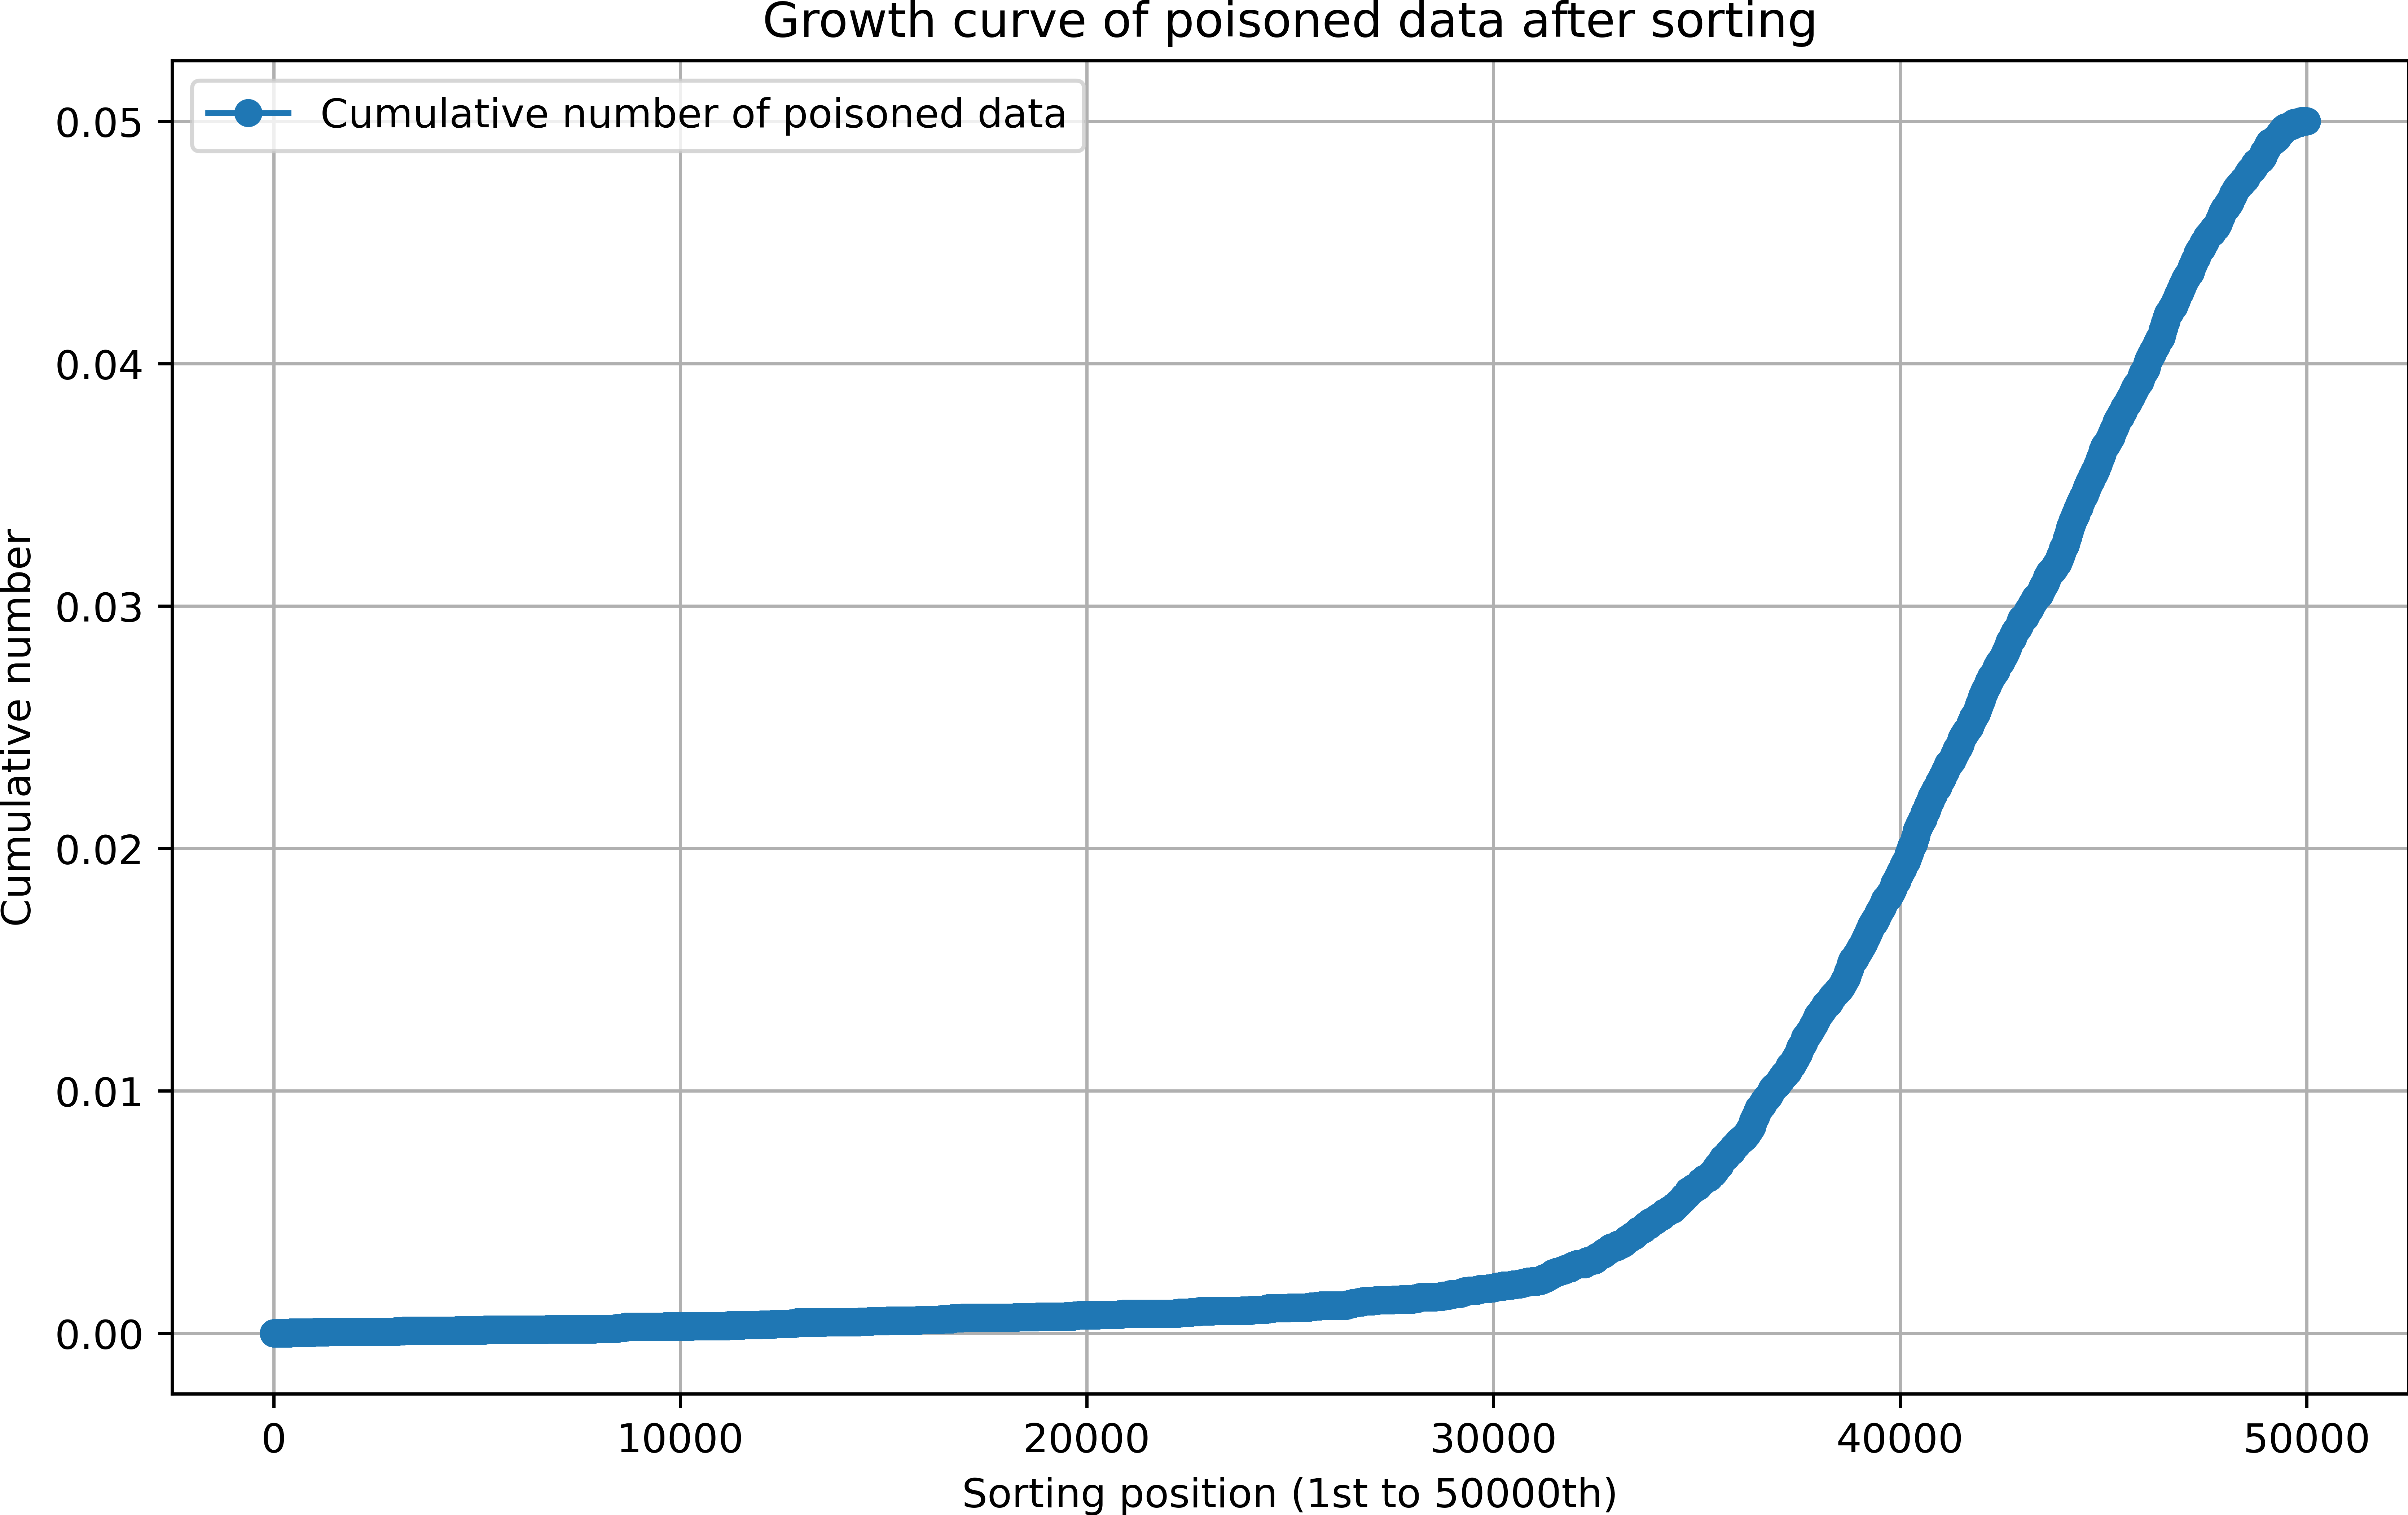 Growth curve of poisoned data after sorting
Cumulative number of poisoned data
0.05
0.04
0.03
0.02
0.01
0.00
Cumulative number
0 10000 20000 30000 40000 50000
Sorting position (1st to 50000th)